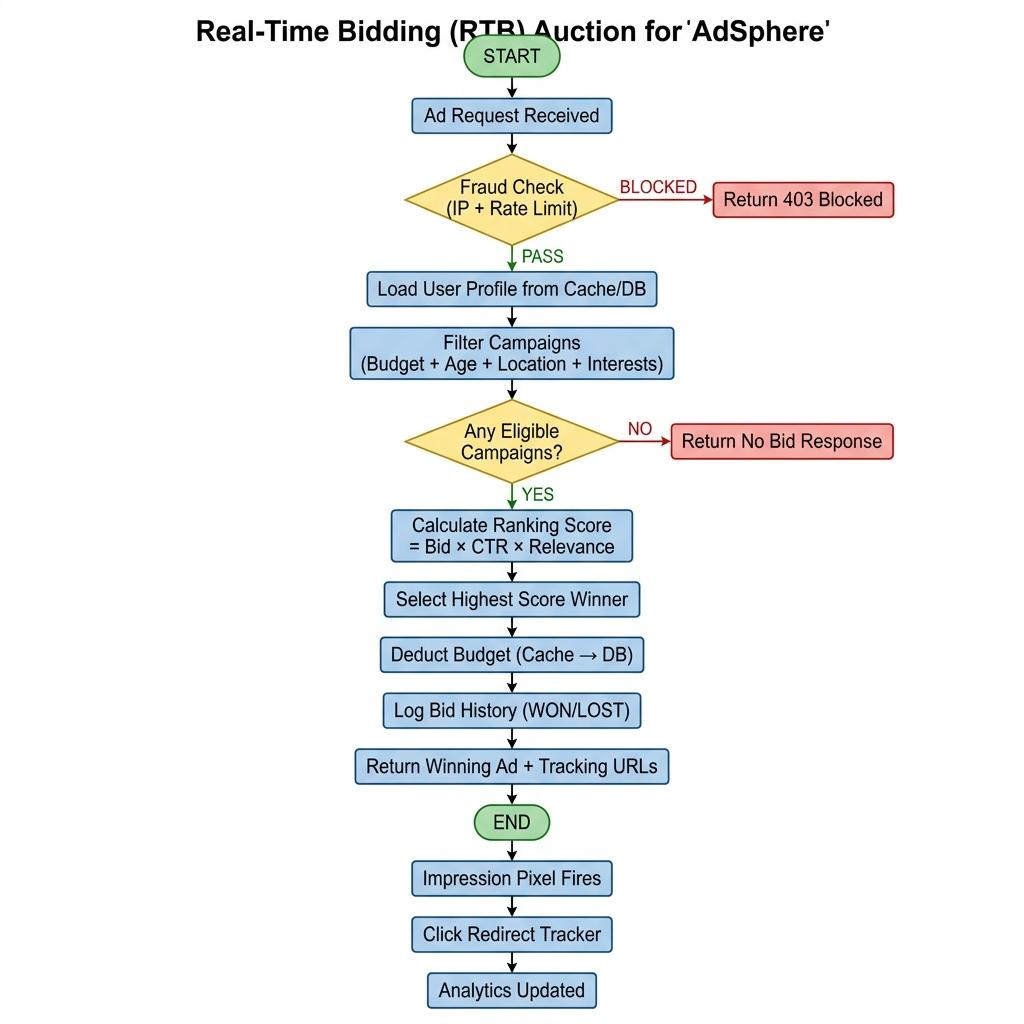 Real-Time Bidding (RTB) Auction for 'AdSphere'
START
Ad Request Received
Fraud Check
(IP + Rate Limit)
BLOCKED
Return 403 Blocked
PASS
Load User Profile from Cache/DB
Filter Campaigns
(Budget + Age + Location + Interests)
Any Eligible
Campaigns?
NO
Return No Bid Response
YES
Calculate Ranking Score
= Bid × CTR × Relevance
Select Highest Score Winner
Deduct Budget (Cache → DB)
Log Bid History (WON/LOST)
Return Winning Ad + Tracking URLs
END
Impression Pixel Fires
Click Redirect Tracker
Analytics Updated